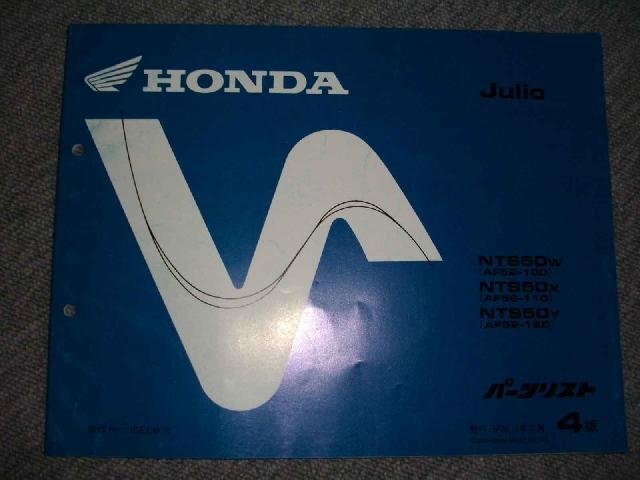 HONDA
Julio
NTS50W
(AF52-100)
NTS50X
(AF52-110)
NTS50Y
(AF52-120)
パーツリスト
4版